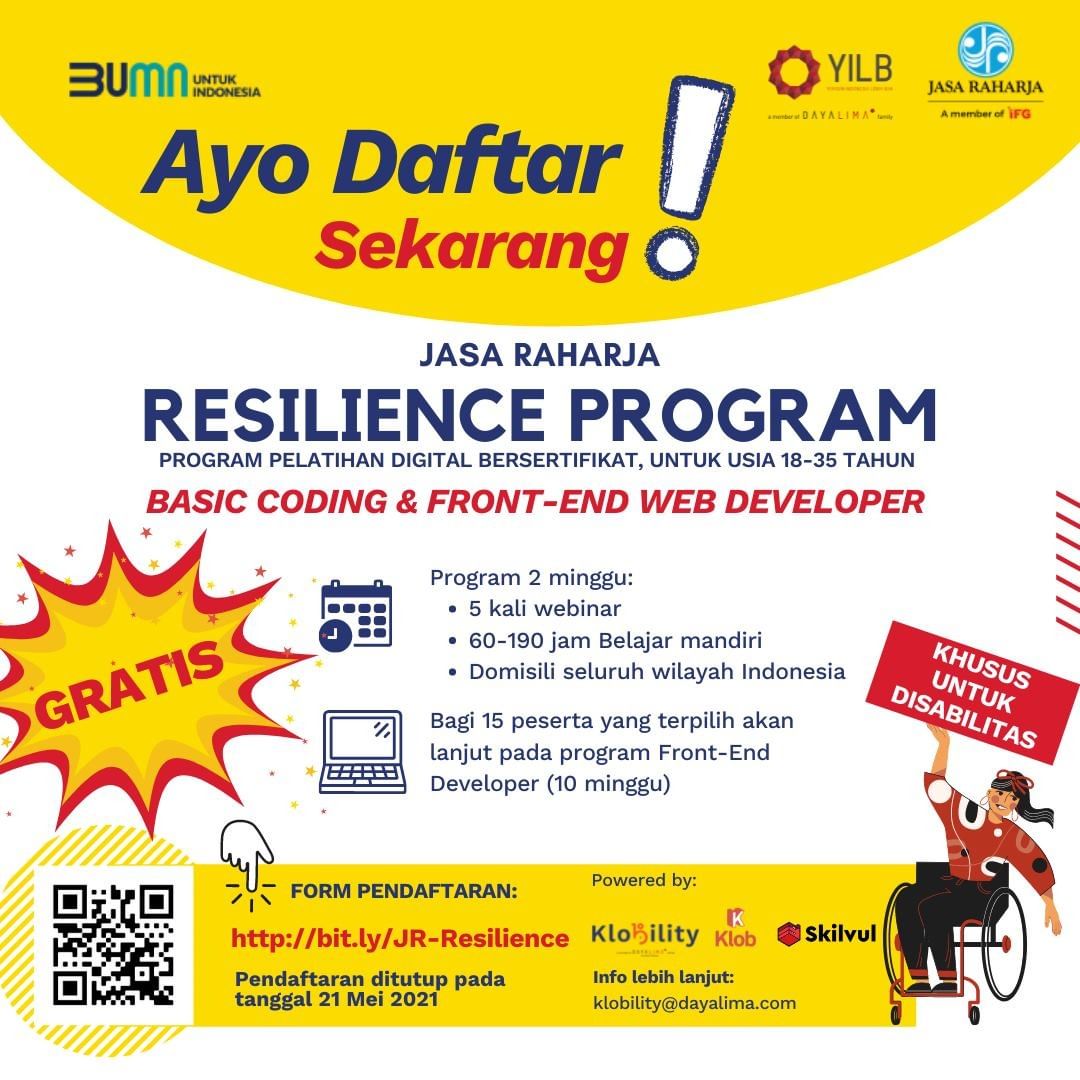 BUMN UNTUK
INDONESIA
YILB
YAYASAN INDONESIA LEBIH BAIK
a member of DAYALIMA family
JASA RAHARJA
A member of IFG
Ayo Daftar
Sekarang!
JASA RAHARJA
RESILIENCE PROGRAM
PROGRAM PELATIHAN DIGITAL BERSERTIFIKAT, UNTUK USIA 18-35 TAHUN
BASIC CODING & FRONT-END WEB DEVELOPER
GRATIS
Program 2 minggu:
• 5 kali webinar
• 60-190 jam Belajar mandiri
• Domisili seluruh wilayah Indonesia
Bagi 15 peserta yang terpilih akan
lanjut pada program Front-End
Developer (10 minggu)
KHUSUS
UNTUK
DISABILITAS
FORM PENDAFTARAN:
http://bit.ly/JR-Resilience
Pendaftaran ditutup pada
tanggal 21 Mei 2021
Powered by:
Klobility
K
Klob
Skilvul
Info lebih lanjut:
klobility@dayalima.com